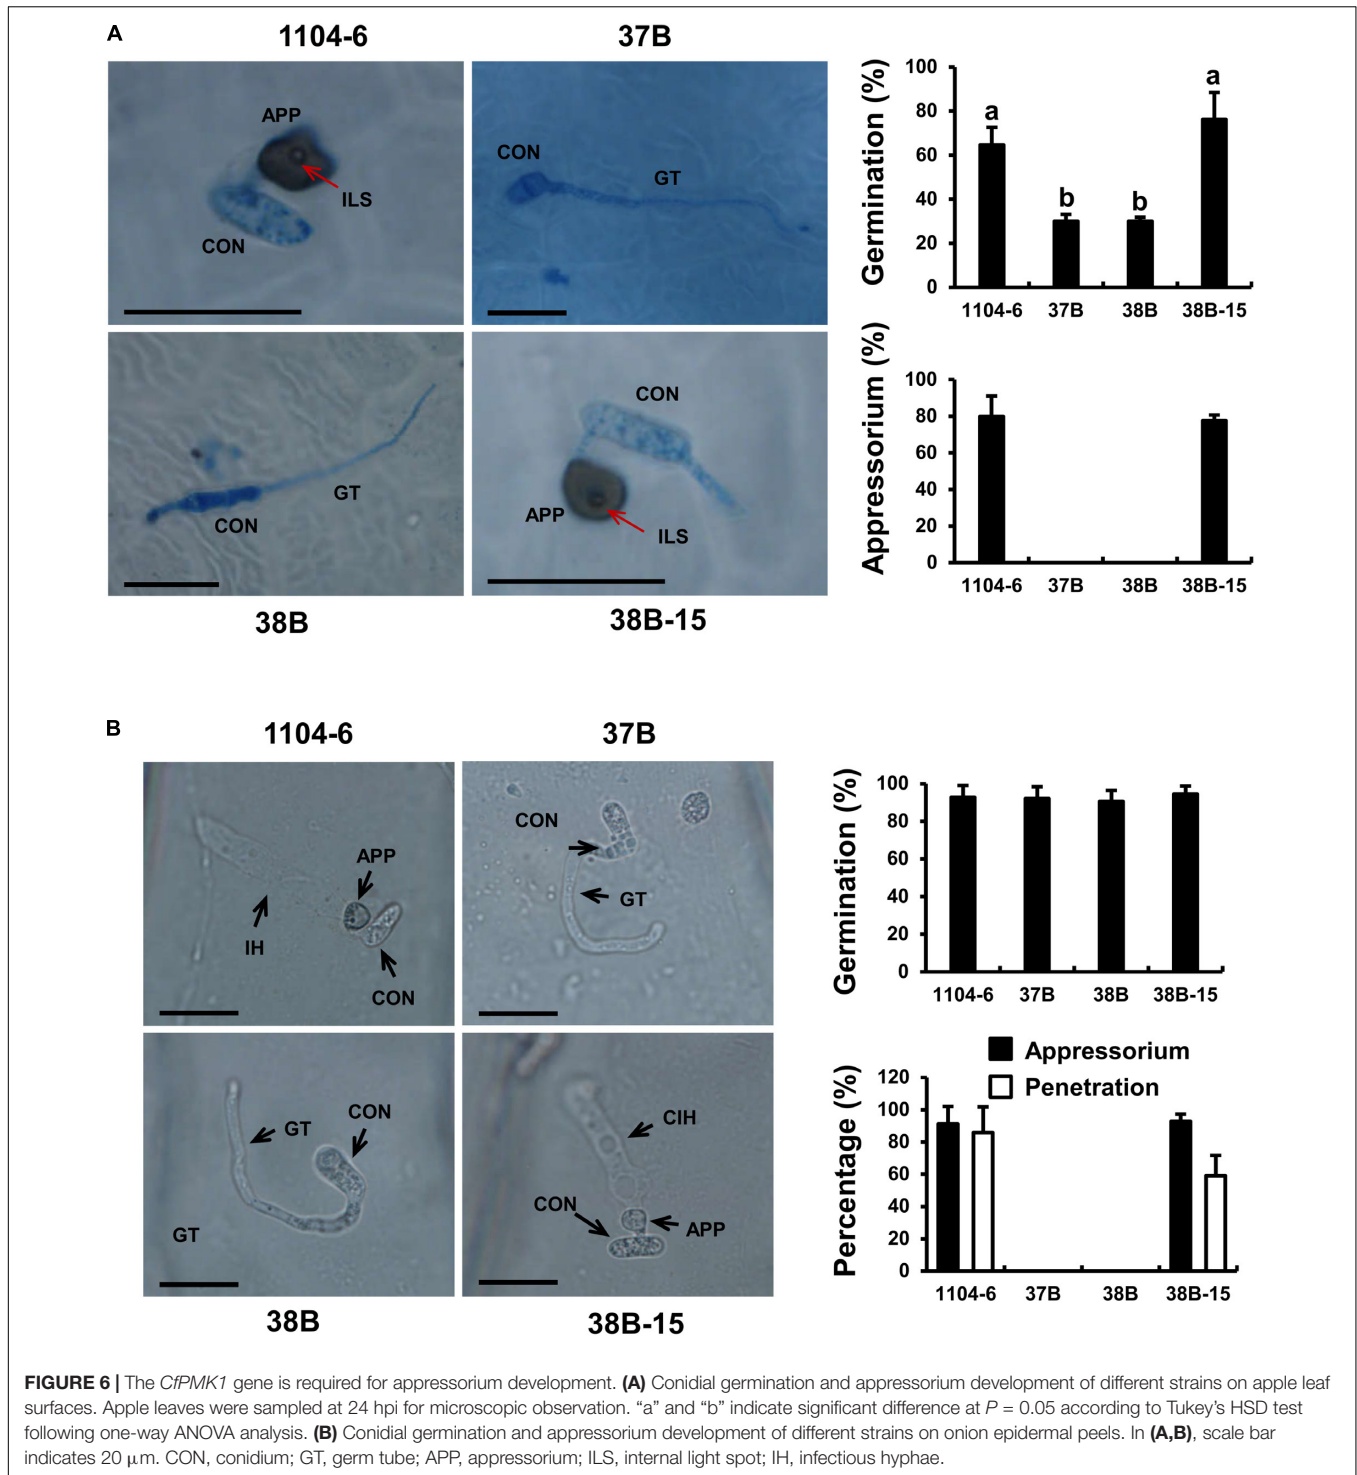 A
1104-6
37B
APP
ILS
CON
CON
GT
GT
CON
CON
APP
ILS
38B
38B-15
Germination (%)
100
80
60
40
20
0
a
b
b
a
1104-6 37B 38B 38B-15
Appressorium (%)
100
80
60
40
20
0
1104-6 37B 38B 38B-15
B
1104-6
37B
APP
IH
CON
CON
GT
GT
CON
GT
CIH
CON
APP
38B
38B-15
Germination (%)
100
80
60
40
20
0
1104-6 37B 38B 38B-15
Appressorium
Penetration
Percentage (%)
120
100
80
60
40
20
0
1104-6 37B 38B 38B-15
FIGURE 6 | The CfPMK1 gene is required for appressorium development. (A) Conidial germination and appressorium development of different strains on apple leaf
surfaces. Apple leaves were sampled at 24 hpi for microscopic observation. “a” and “b” indicate significant difference at P = 0.05 according to Tukey’s HSD test
following one-way ANOVA analysis. (B) Conidial germination and appressorium development of different strains on onion epidermal peels. In (A,B), scale bar
indicates 20 μm. CON, conidium; GT, germ tube; APP, appressorium; ILS, internal light spot; IH, infectious hyphae.